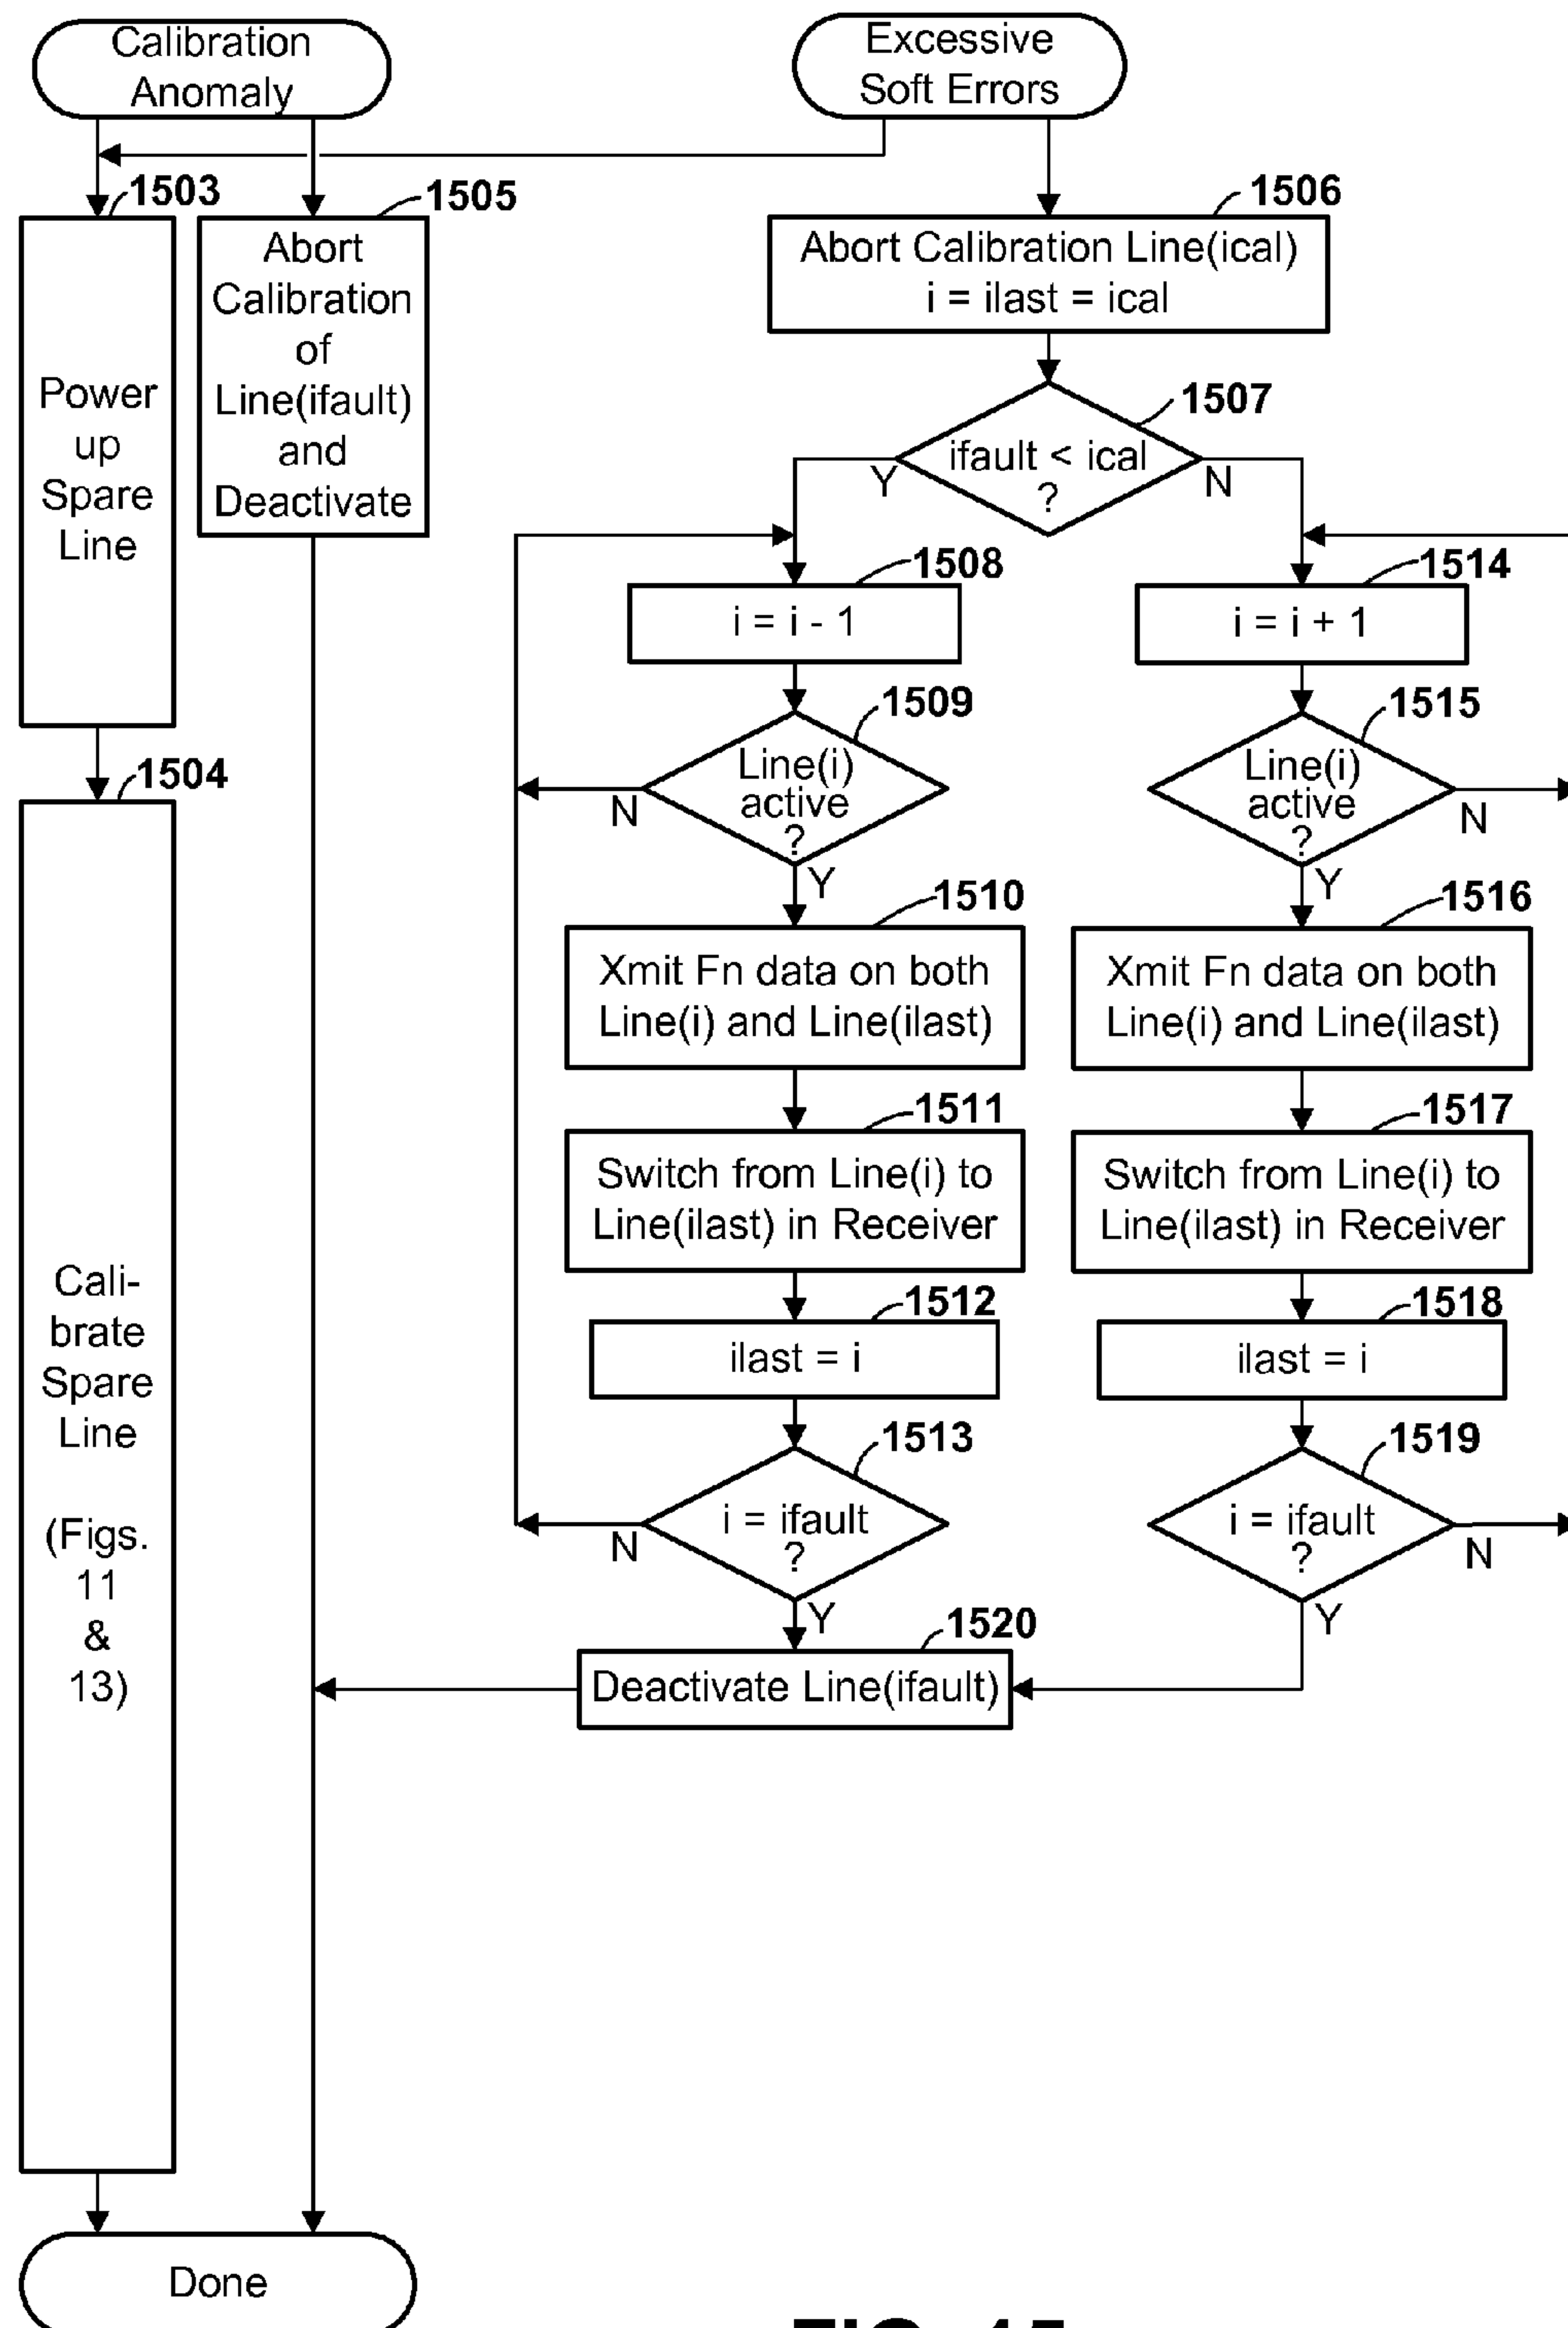 Calibration
Anomaly
Excessive
Soft Errors
1503
Power
up
Spare
Line
1505
Abort
Calibration
of
Line(ifault)
and
Deactivate
1504
Cali-
brate
Spare
Line
(Figs.
11
&
13)
1506
Abort Calibration Line(ical)
i = ilast = ical
1507
ifault < ical
?
Y
N
1508
i = i - 1
1509
Line(i)
active
?
N
Y
1510
Xmit Fn data on both
Line(i) and Line(ilast)
1511
Switch from Line(i) to
Line(ilast) in Receiver
1512
ilast = i
1513
i = ifault
?
N
Y
1514
i = i + 1
1515
Line(i)
active
?
N
Y
1516
Xmit Fn data on both
Line(i) and Line(ilast)
1517
Switch from Line(i) to
Line(ilast) in Receiver
1518
ilast = i
1519
i = ifault
?
N
Y
1520
Deactivate Line(ifault)
Done